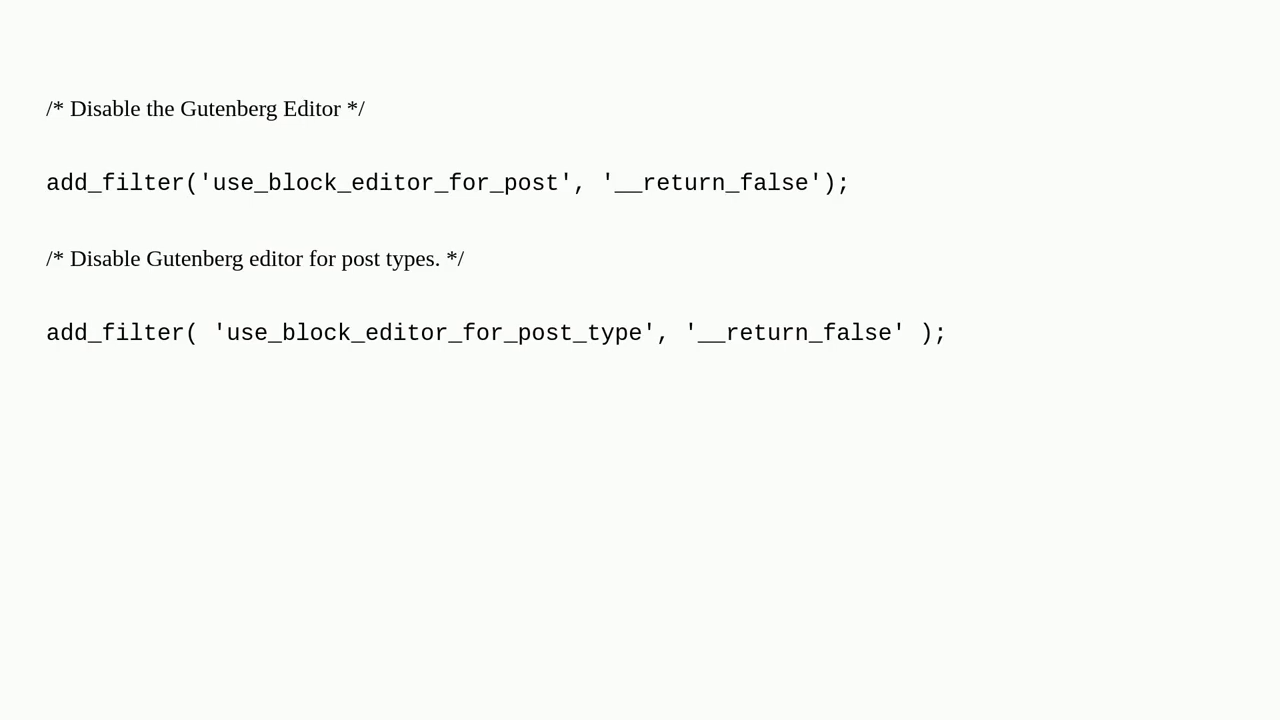 /* Disable the Gutenberg Editor */
add_filter('use_block_editor_for_post', '__return_false');
/* Disable Gutenberg editor for post types. */
add_filter( 'use_block_editor_for_post_type', '__return_false' );